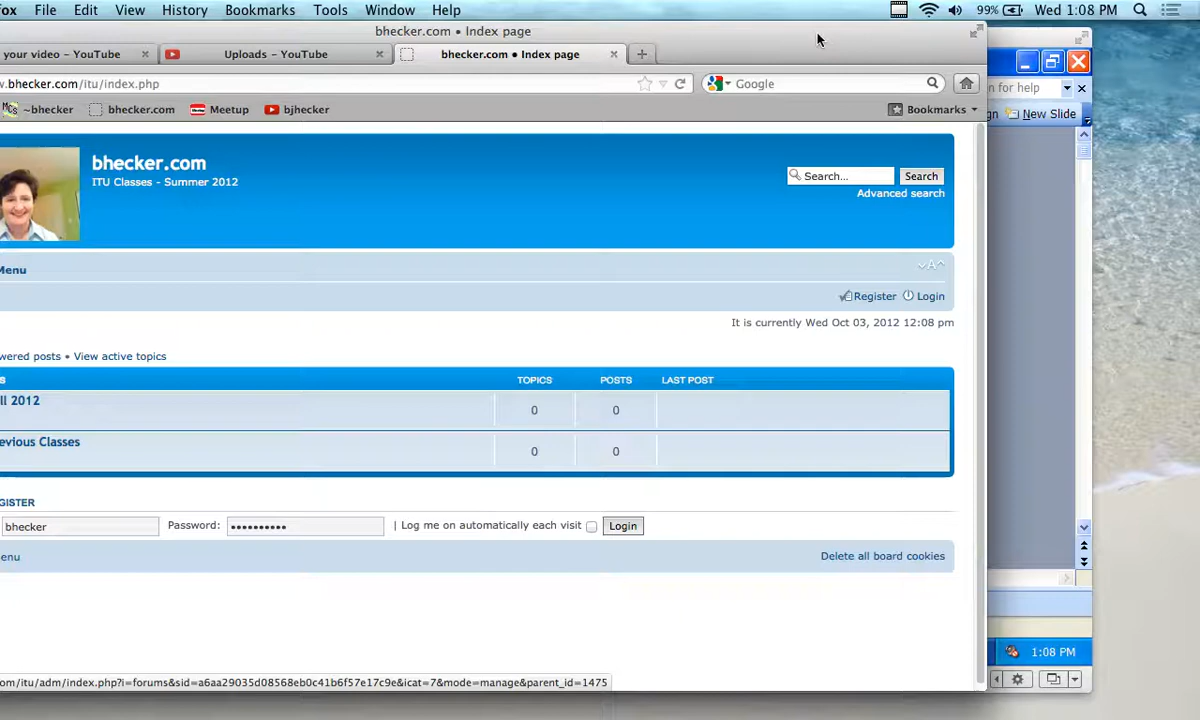 fox File Edit View History Bookmarks Tools Window Help 99% Wed 1:08 PM
bhecker.com • Index page
your video – YouTube Uploads – YouTube bhecker.com • Index page
w.bhecker.com/itu/index.php Google n for help
~bhecker bhecker.com Meetup bjhecker Bookmarks gn New Slide
bhecker.com
ITU Classes - Summer 2012
Search... Search
Advanced search
Menu
Register Login
It is currently Wed Oct 03, 2012 12:08 pm
wered posts • View active topics
S TOPICS POSTS LAST POST
ll 2012 0 0
evious Classes 0 0
GISTER
bhecker Password: •••••••••• | Log me on automatically each visit Login
enu Delete all board cookies
1:08 PM
om/itu/adm/index.php?i=forums&sid=a6aa29035d08568eb0c41b6f57e17c9e&icat=7&mode=manage&parent_id=1475